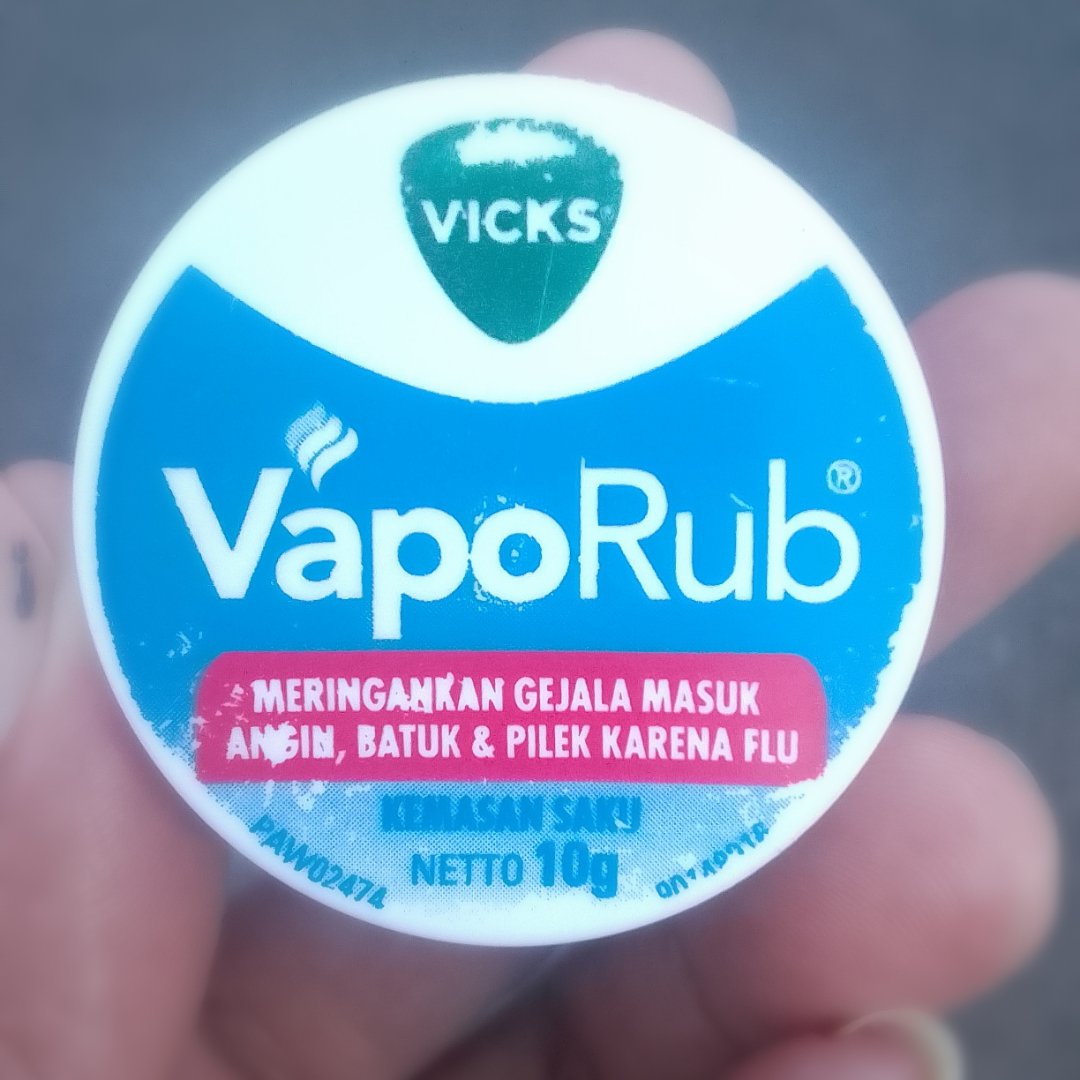 VICKS
VapoRub®
MERINGANKAN GEJALA MASUK
ANGIN, BATUK & PILEK KARENA FLU
KEMASAN SAKU
NETTO 10g
PAW02474